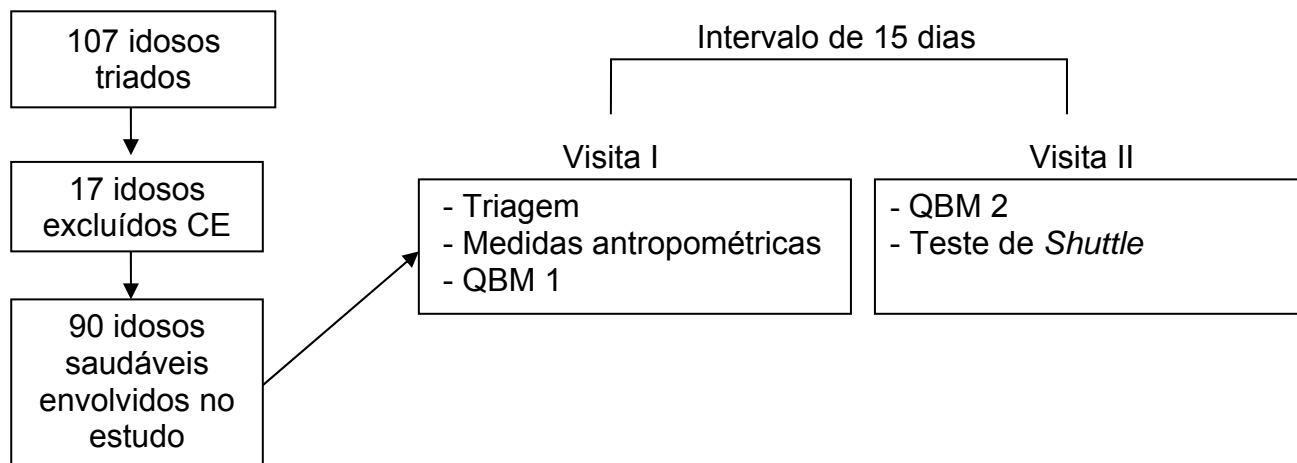 107 idosos
triados
17 idosos
excluídos CE
90 idosos
saudáveis
envolvidos no
estudo
Intervalo de 15 dias
Visita I
- Triagem
- Medidas antropométricas
- QBM 1
Visita II
- QBM 2
- Teste de Shuttle